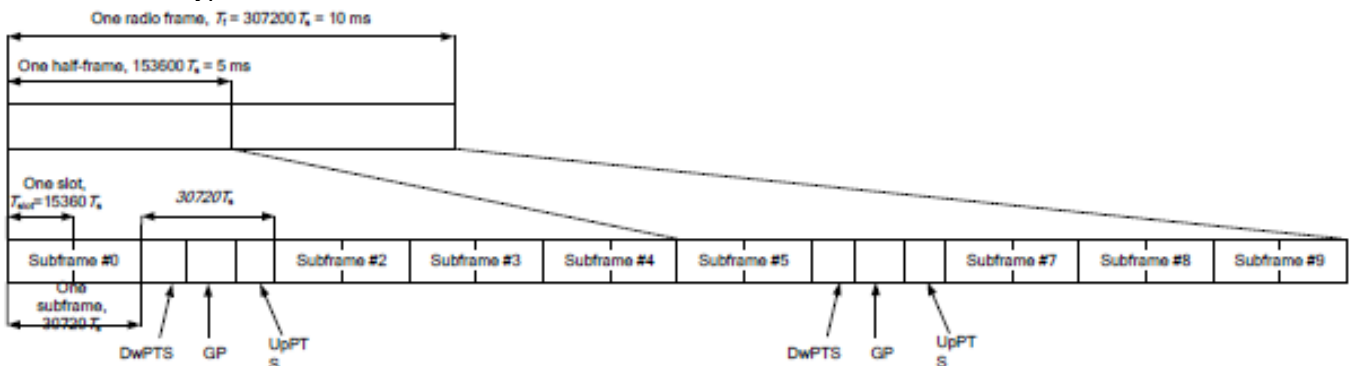 One radio frame, Tf = 307200 Ts = 10 ms
One half-frame, 153600 Ts = 5 ms
One slot,
Tslot=15360 Ts
30720Ts
Subframe #0
Subframe #2
Subframe #3
Subframe #4
Subframe #5
Subframe #7
Subframe #8
Subframe #9
One
subframe,
30720 Ts
DwPTS
GP
UpPT
S
DwPTS
GP
UpPT
S